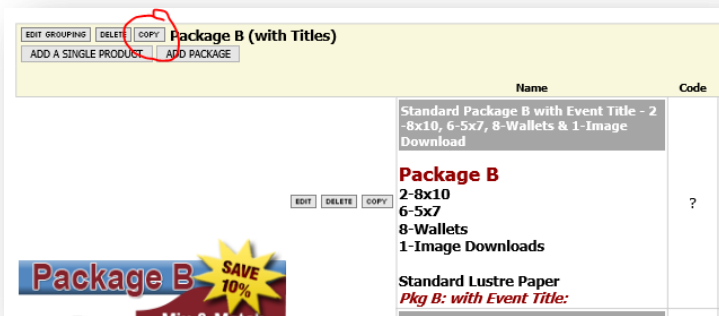 EDIT GROUPING DELETE COPY Package B (with Titles)
ADD A SINGLE PRODUCT ADD PACKAGE
Name Code
Standard Package B with Event Title - 2
-8x10, 6-5x7, 8-Wallets & 1-Image
Download
Package B
2-8x10
EDIT DELETE COPY 6-5x7 ?
8-Wallets
1-Image Downloads
Package B SAVE
10%
Standard Lustre Paper
Pkg B: with Event Title: